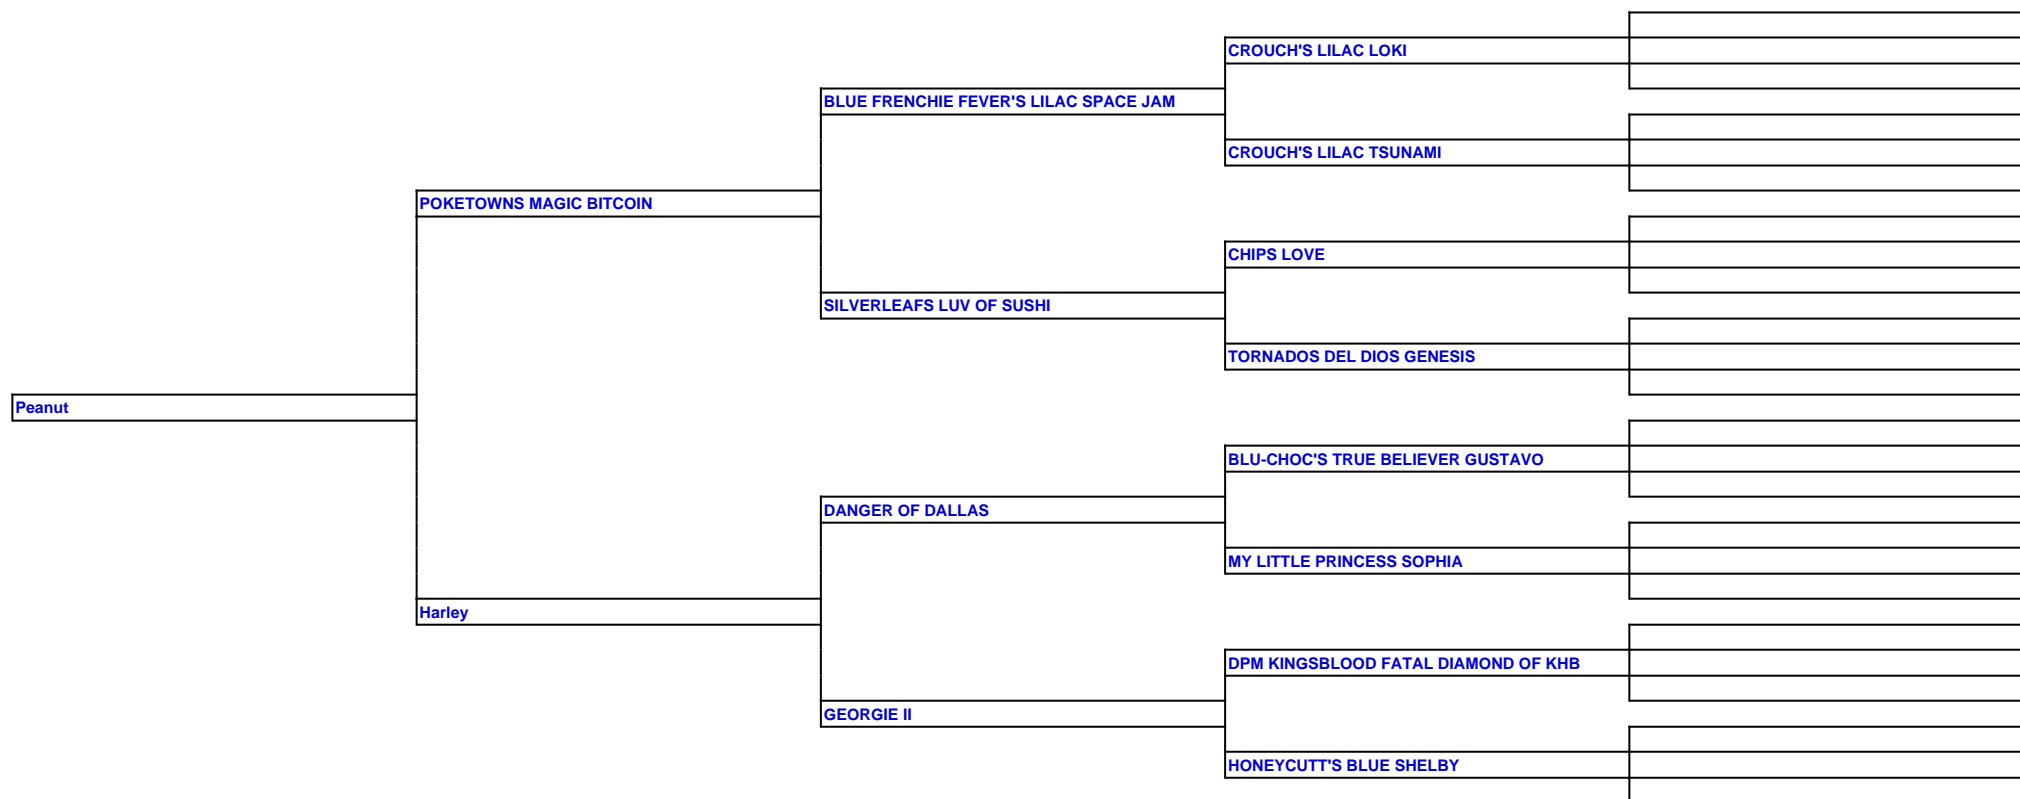 CROUCH'S LILAC LOKI
BLUE FRENCHIE FEVER'S LILAC SPACE JAM
CROUCH'S LILAC TSUNAMI
POKETOWNS MAGIC BITCOIN
CHIPS LOVE
SILVERLEAFS LUV OF SUSHI
TORNADOS DEL DIOS GENESIS
Peanut
BLU-CHOC'S TRUE BELIEVER GUSTAVO
DANGER OF DALLAS
MY LITTLE PRINCESS SOPHIA
Harley
DPM KINGSBLOOD FATAL DIAMOND OF KHB
GEORGIE II
HONEYCUTT'S BLUE SHELBY